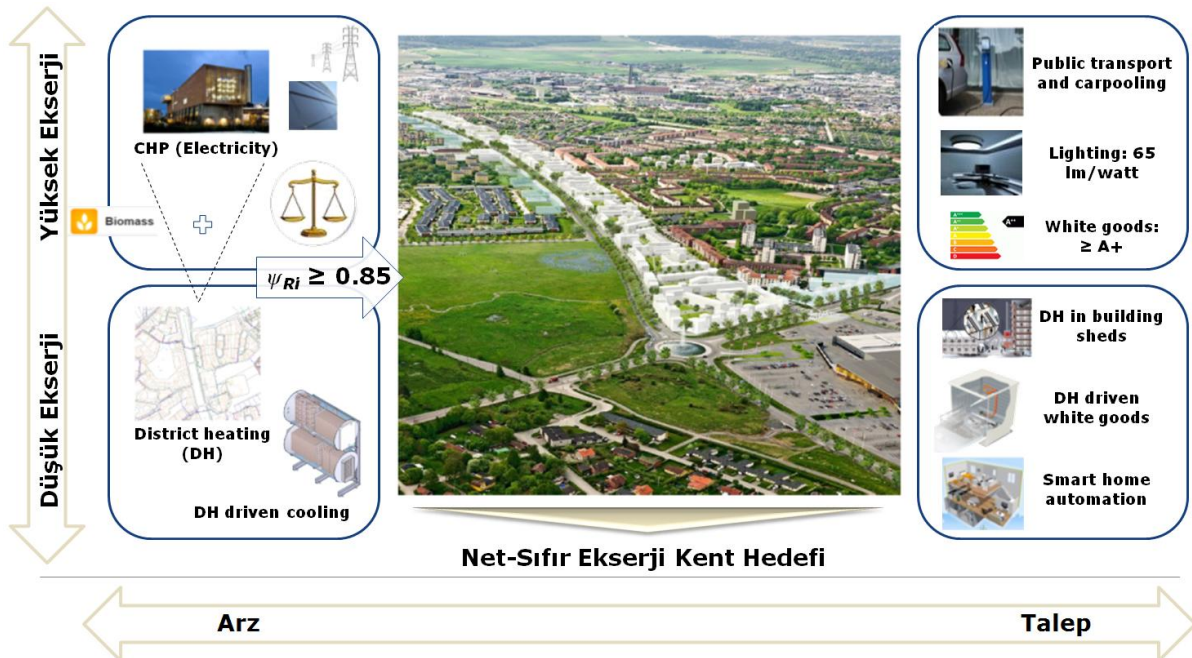 Yüksek Ekserji
Düşük Ekserji
CHP (Electricity)
Biomass
ψRi ≥ 0.85
District heating
(DH)
DH driven cooling
Public transport
and carpooling
Lighting: 65
lm/watt
A++
White goods:
≥ A+
DH in building
sheds
DH driven
white goods
Smart home
automation
Net-Sıfır Ekserji Kent Hedefi
Arz
Talep